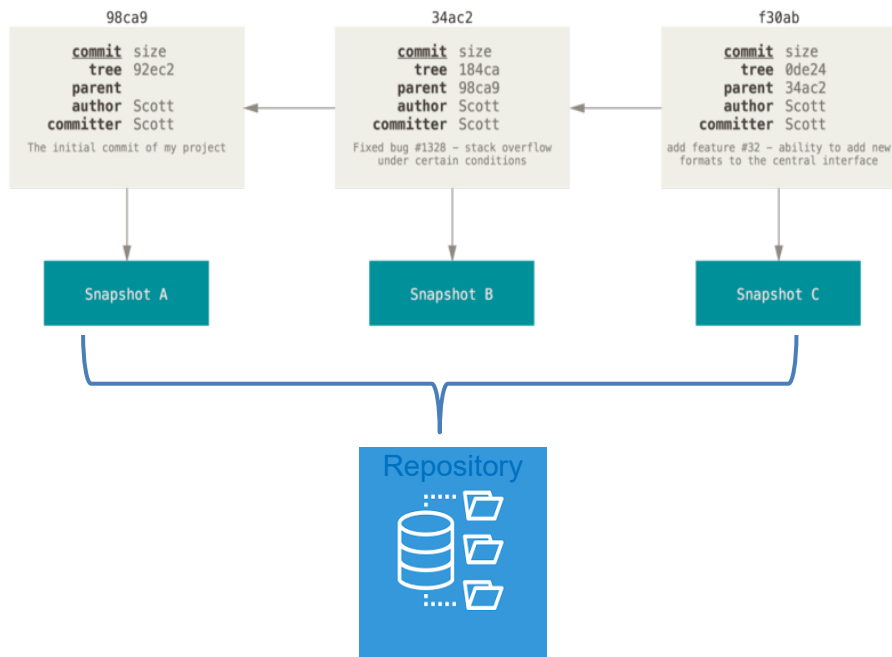 98ca9
commit size
tree 92ec2
parent
author Scott
committer Scott
The initial commit of my project
34ac2
commit size
tree 184ca
parent 98ca9
author Scott
committer Scott
Fixed bug #1328 – stack overflow
under certain conditions
f30ab
commit size
tree 0de24
parent 34ac2
author Scott
committer Scott
add feature #32 – ability to add new
formats to the central interface
Snapshot A
Snapshot B
Snapshot C
Repository